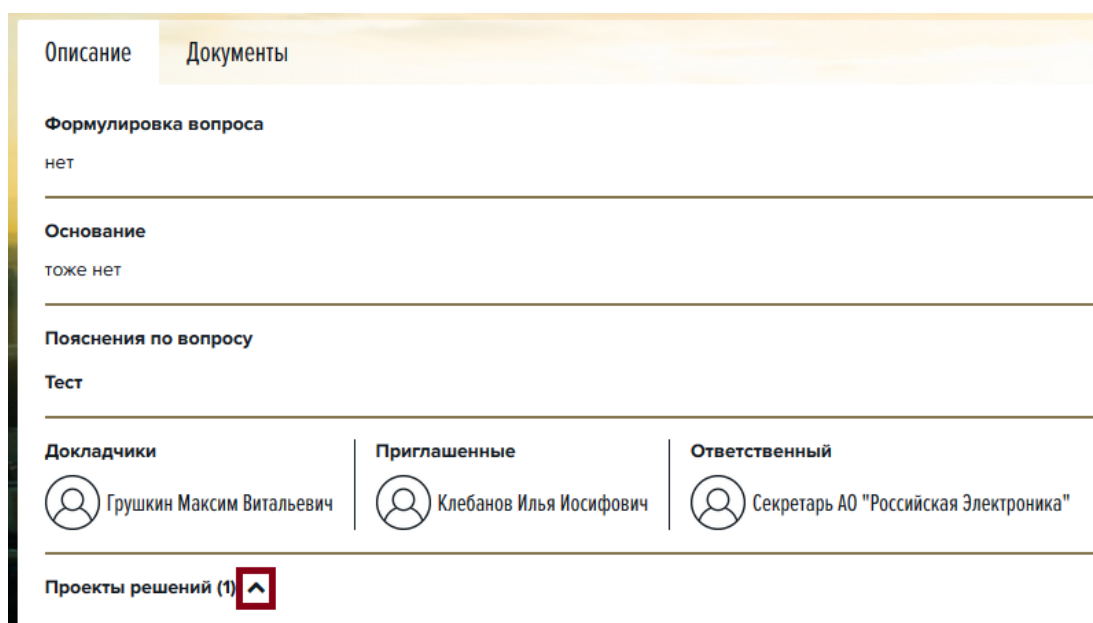 Описание Документы
Формулировка вопроса
нет
Основание
тоже нет
Пояснения по вопросу
Тест
Докладчики Приглашенные Ответственный
Грушкин Максим Витальевич Клебанов Илья Иосифович Секретарь АО "Российская Электроника"
Проекты решений (1)